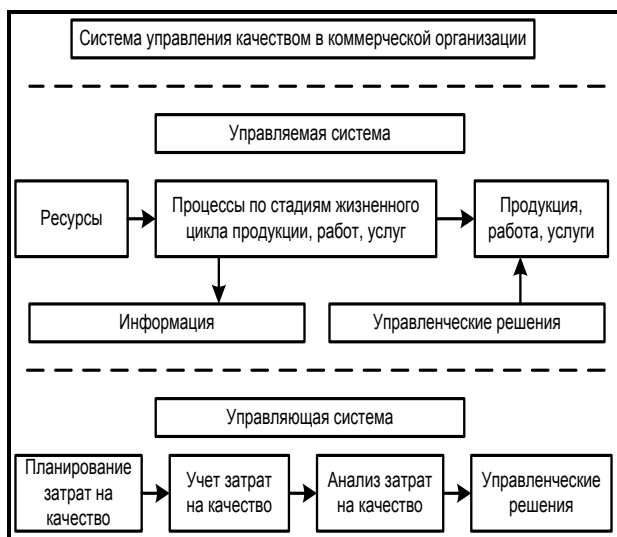 Система управления качеством в коммерческой организации
Управляемая система
Ресурсы
Процессы по стадиям жизненного
цикла продукции, работ, услуг
Продукция,
работа, услуги
Информация
Управленческие решения
Управляющая система
Планирование
затрат на
качество
Учет затрат
на качество
Анализ затрат
на качество
Управленческие
решения